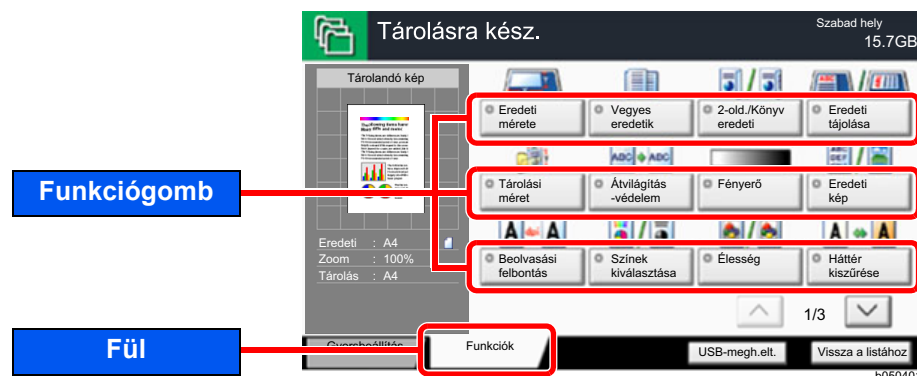 Tárolásra kész.
Szabad hely
15.7GB
Tárolandó kép
Eredeti
mérete
Vegyes
eredetik
2-old./Könyv
eredeti
Eredeti
tájolása
Funkciógomb
Tárolási
méret
Átvilágítás
-védelem
Fényerő
Eredeti
kép
Eredeti : A4
Zoom : 100%
Tárolás : A4
Beolvasási
felbontás
Színek
kiválasztása
Élesség
Háttér
kiszűrése
1/3
Fül
Gyorsbeállítás
Funkciók
USB-megh.elt.
Vissza a listához